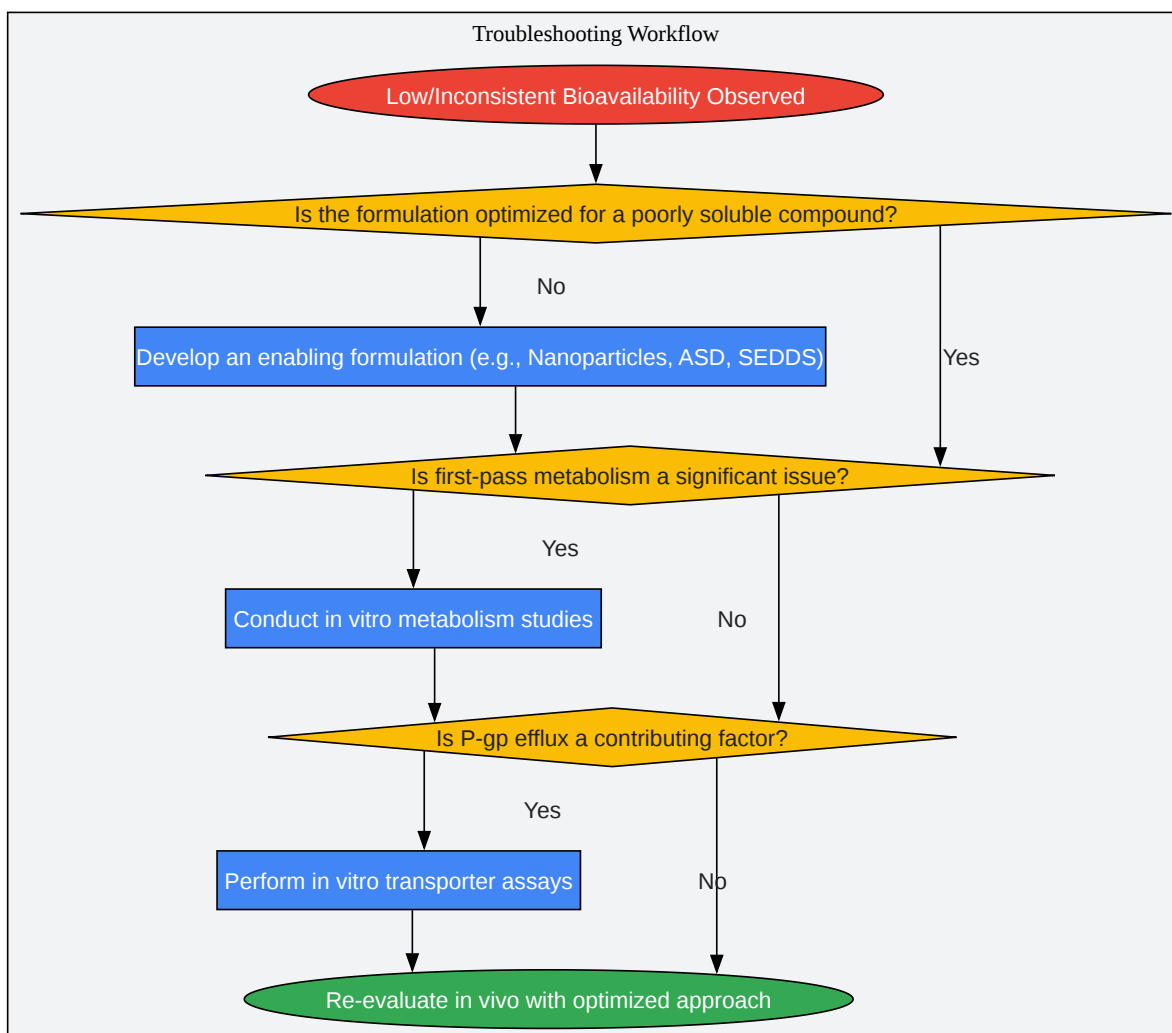 Troubleshooting Workflow
Low/Inconsistent Bioavailability Observed
Is the formulation optimized for a poorly soluble compound?
No
Develop an enabling formulation (e.g., Nanoparticles, ASD, SEDDS)
Yes
Is first-pass metabolism a significant issue?
Yes
Conduct in vitro metabolism studies
No
Is P-gp efflux a contributing factor?
Yes
Perform in vitro transporter assays
No
Re-evaluate in vivo with optimized approach